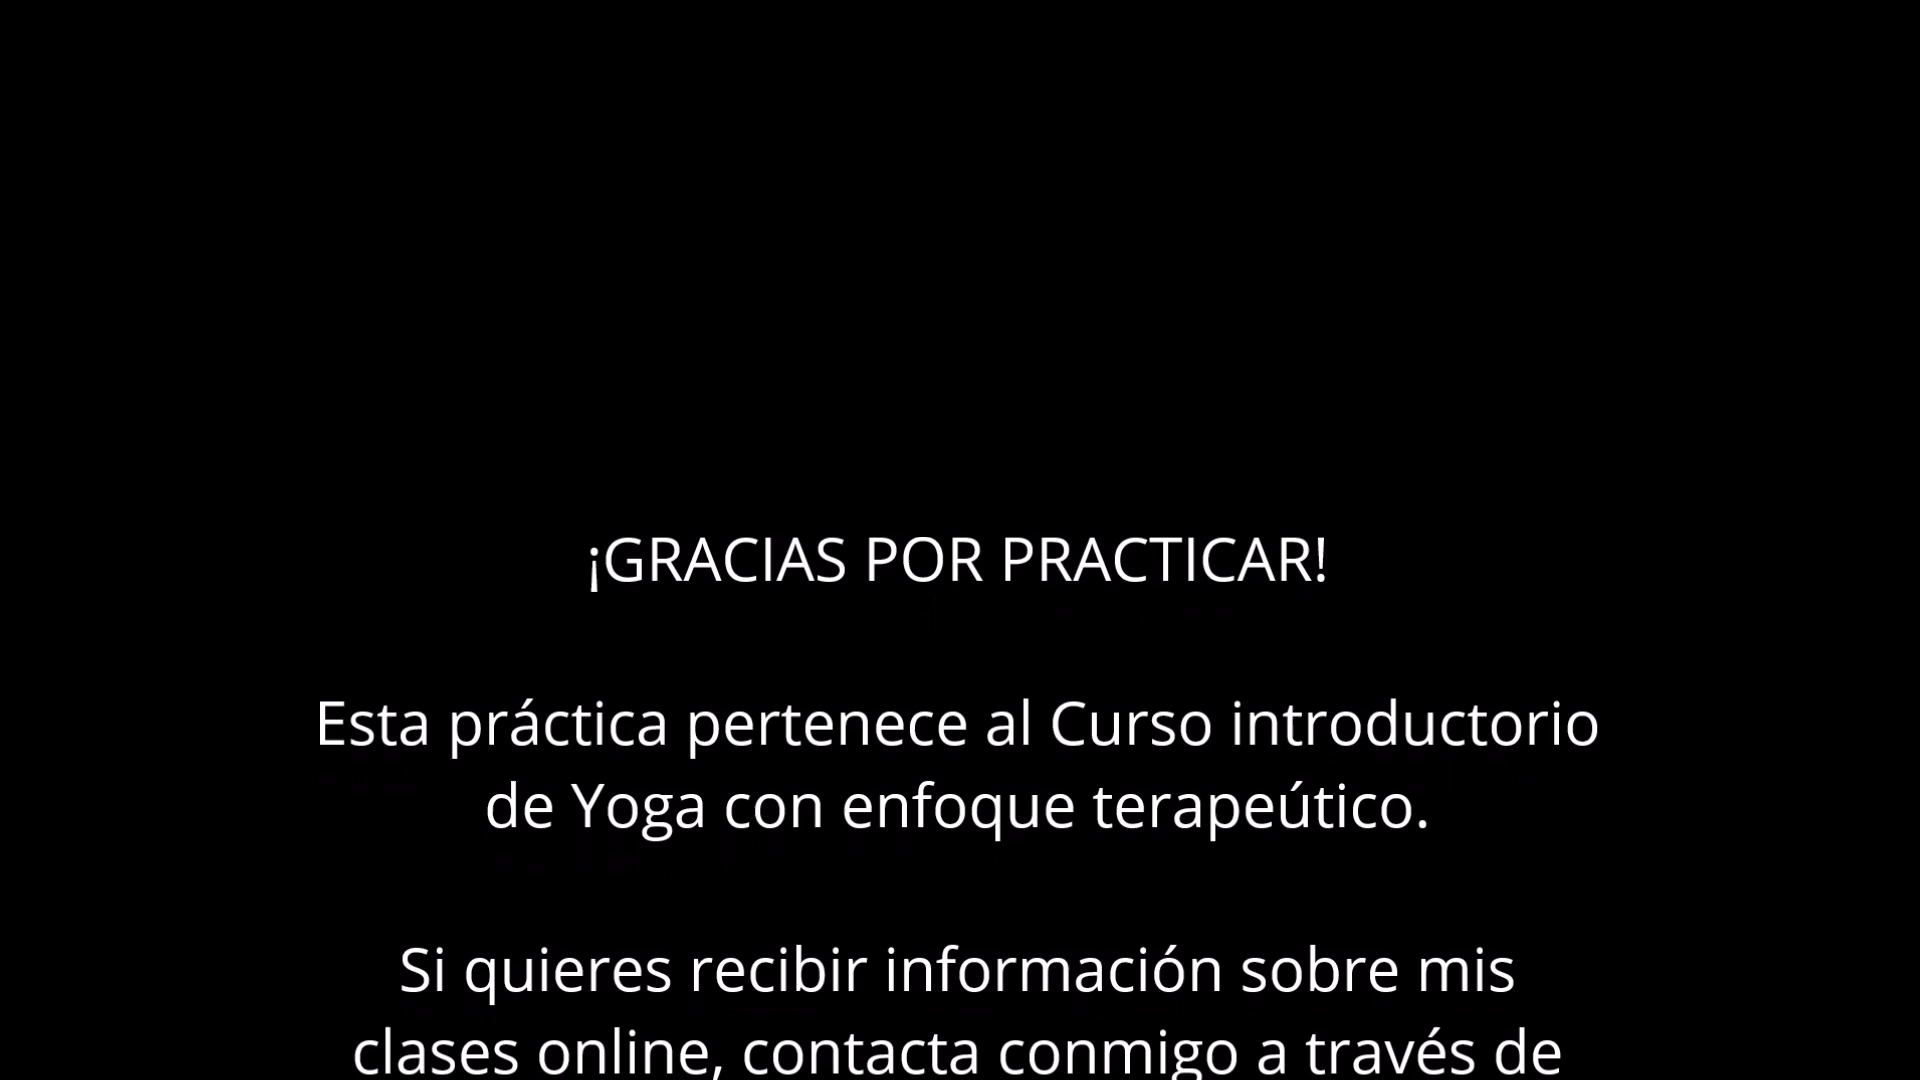 ¡GRACIAS POR PRACTICAR!
Esta práctica pertenece al Curso introductorio
de Yoga con enfoque terapeútico.
Si quieres recibir información sobre mis
clases online, contacta conmigo a través de